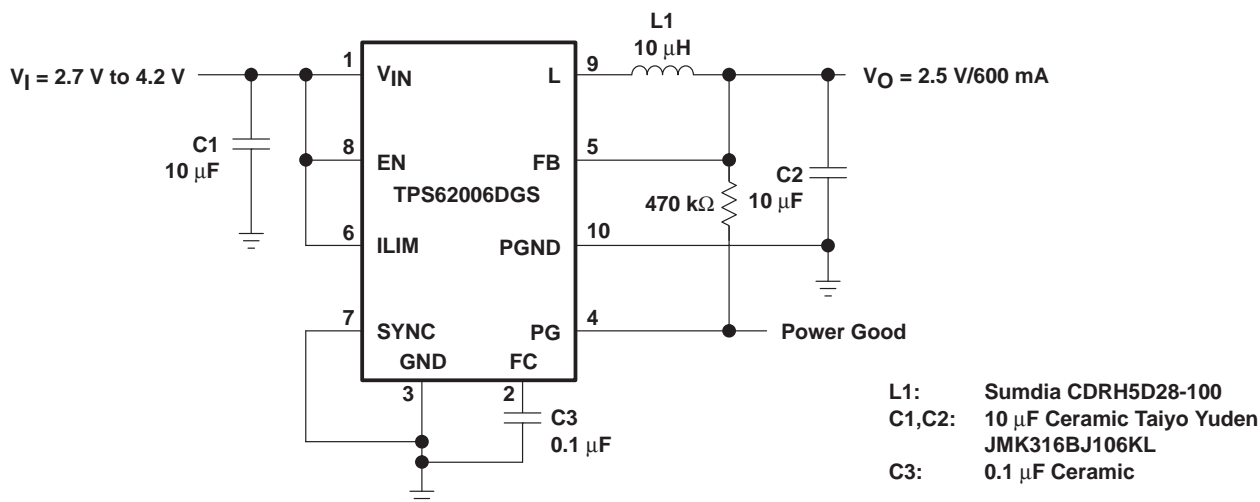 L1
10 μH
1
VIN
L
9
VI = 2.7 V to 4.2 V
VO = 2.5 V/600 mA
C1
10 μF
8
EN
FB
5
TPS62006DGS
470 kΩ
C2
10 μF
6
ILIM
PGND
10
7
SYNC
PG
4
Power Good
GND
FC
3
2
C3
0.1 μF
L1: Sumdia CDRH5D28-100
C1,C2: 10 μF Ceramic Taiyo Yuden
JMK316BJ106KL
C3: 0.1 μF Ceramic